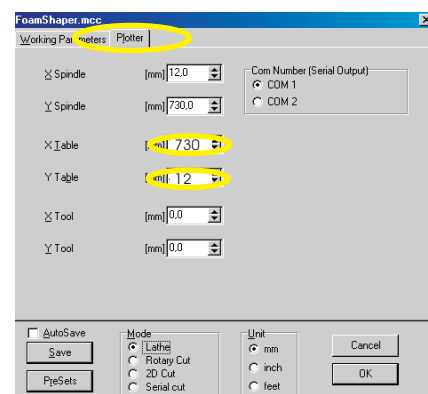 FoamShaper.mcc
Working Parameters Plotter
X Spindle [mm] 12,0
Y Spindle [mm] 730,0
X Table [mm] 730
Y Table [mm] 12
X Tool [mm] 0,0
Y Tool [mm] 0,0
Com Number (Serial Output)
COM 1
COM 2
AutoSave
Save
PreSets
Mode
Lathe
Rotary Cut
2D Cut
Serial cut
Unit
mm
inch
feet
Cancel
OK